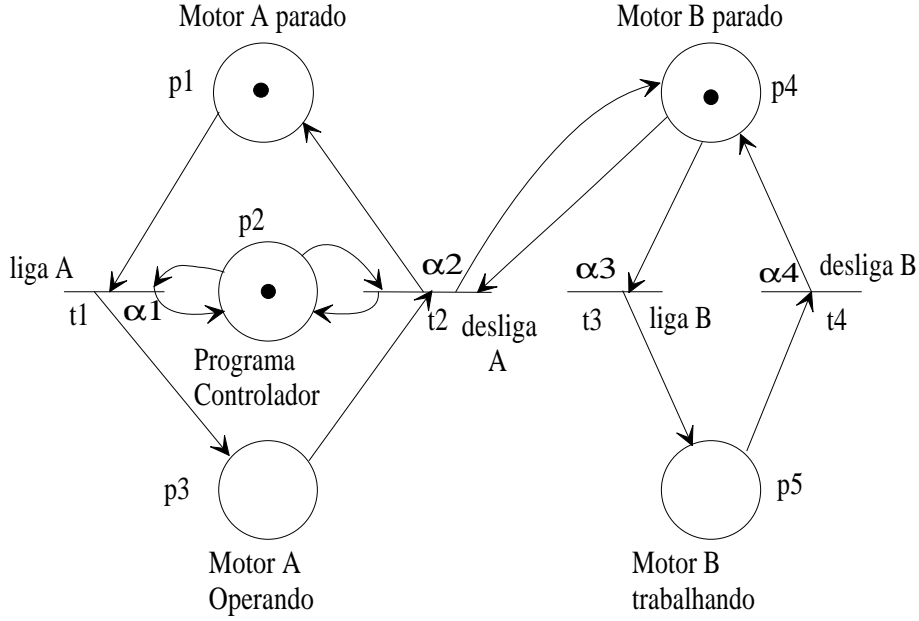 Motor A parado
Motor B parado
p1
p4
p2
liga A
α1
α2
α3
α4
desliga B
t1
t2
desliga
A
t3
liga B
t4
Programa
Controlador
p3
p5
Motor A
Operando
Motor B
trabalhando